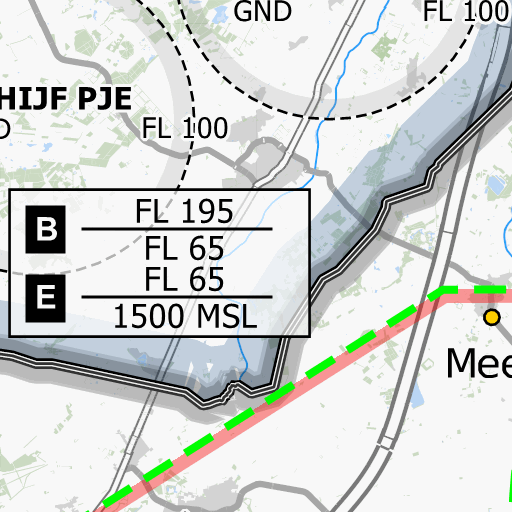 GND
FL 100
HIJF PJE
D
FL 100
B
FL 195
FL 65
E
FL 65
1500 MSL
Mee